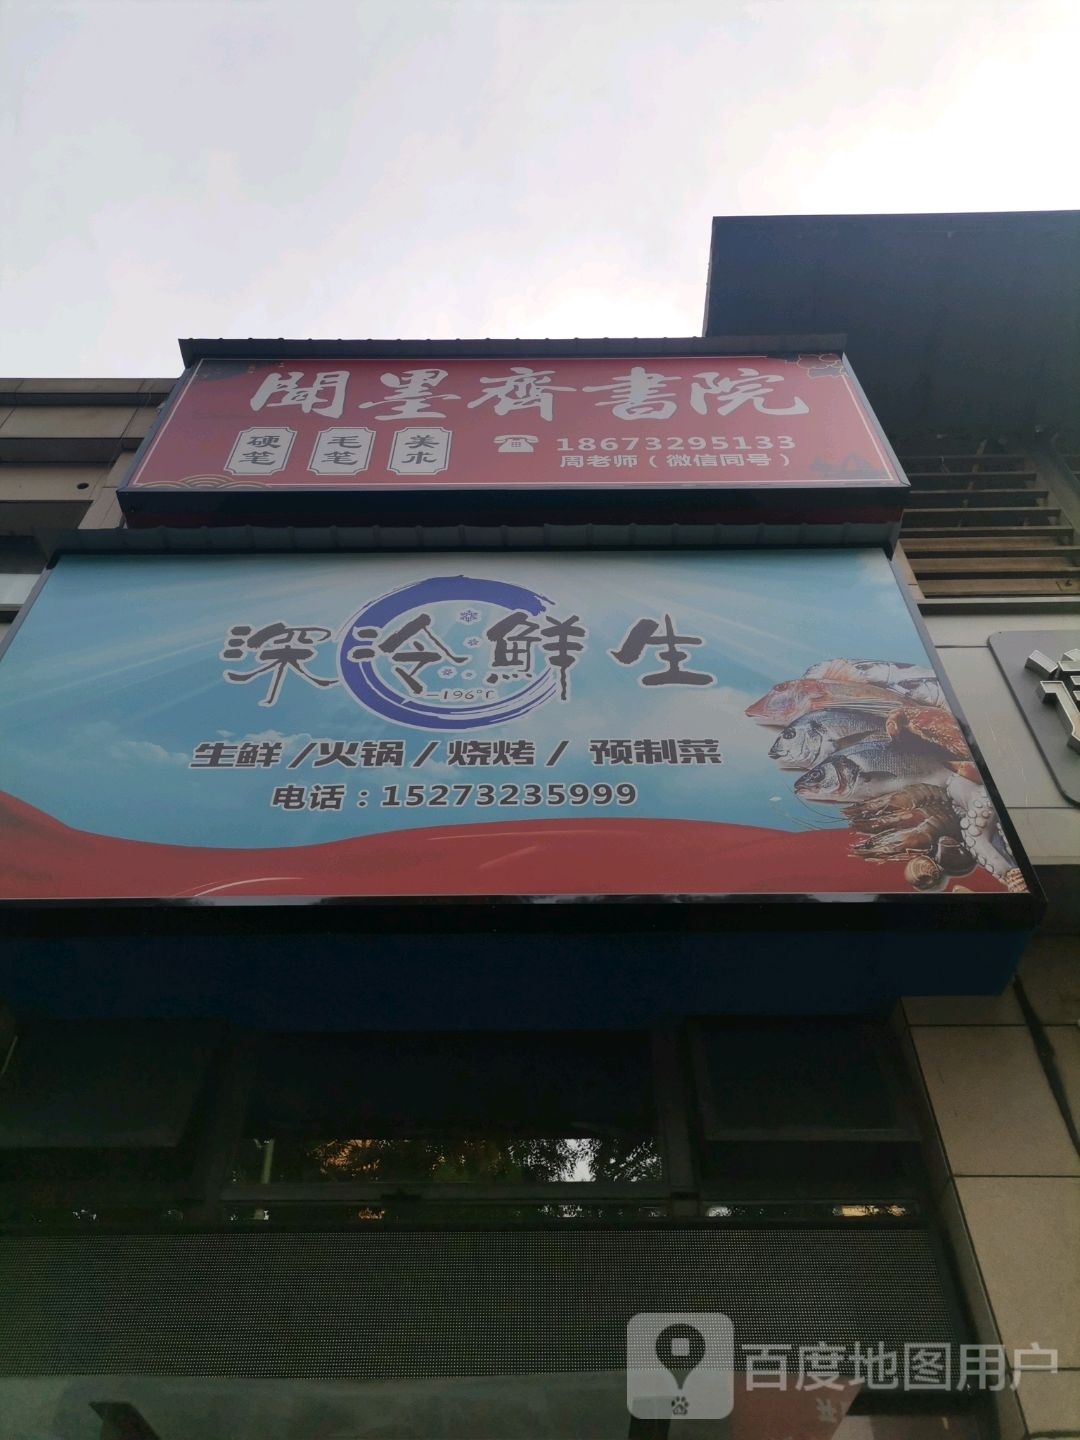 聞墨齊書院
硬笔 毛笔 美术 ☎ 18673295133
周老师（微信同号）
深冷鮮生
-196°C
生鲜/火锅/烧烤/ 预制菜
电话：15273235999
百度地图用户